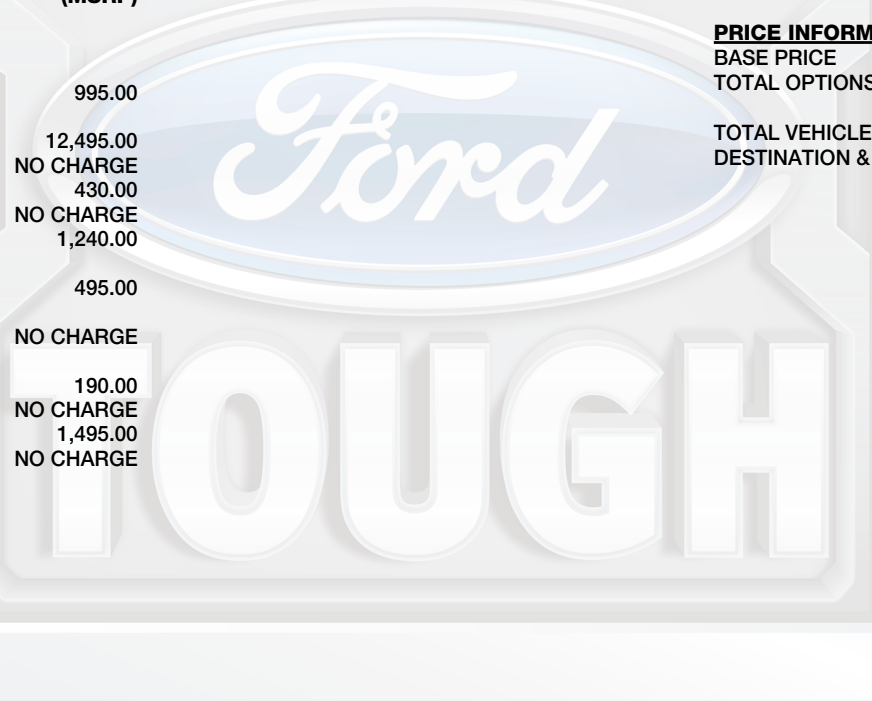 (MSRP)
995.00
12,495.00
NO CHARGE
430.00
NO CHARGE
1,240.00
495.00
NO CHARGE
190.00
NO CHARGE
1,495.00
NO CHARGE
PRICE INFORM
BASE PRICE
TOTAL OPTIONS
TOTAL VEHICLE
DESTINATION &
Ford
TOUGH